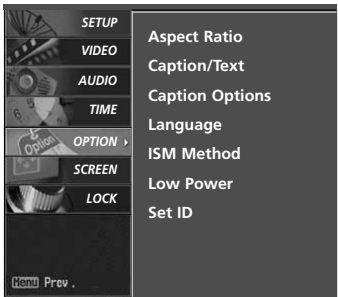 SETUP
VIDEO
AUDIO
TIME
OPTION
SCREEN
LOCK
Menu Prev.
Aspect Ratio
Caption/Text
Caption Options
Language
ISM Method
Low Power
Set ID